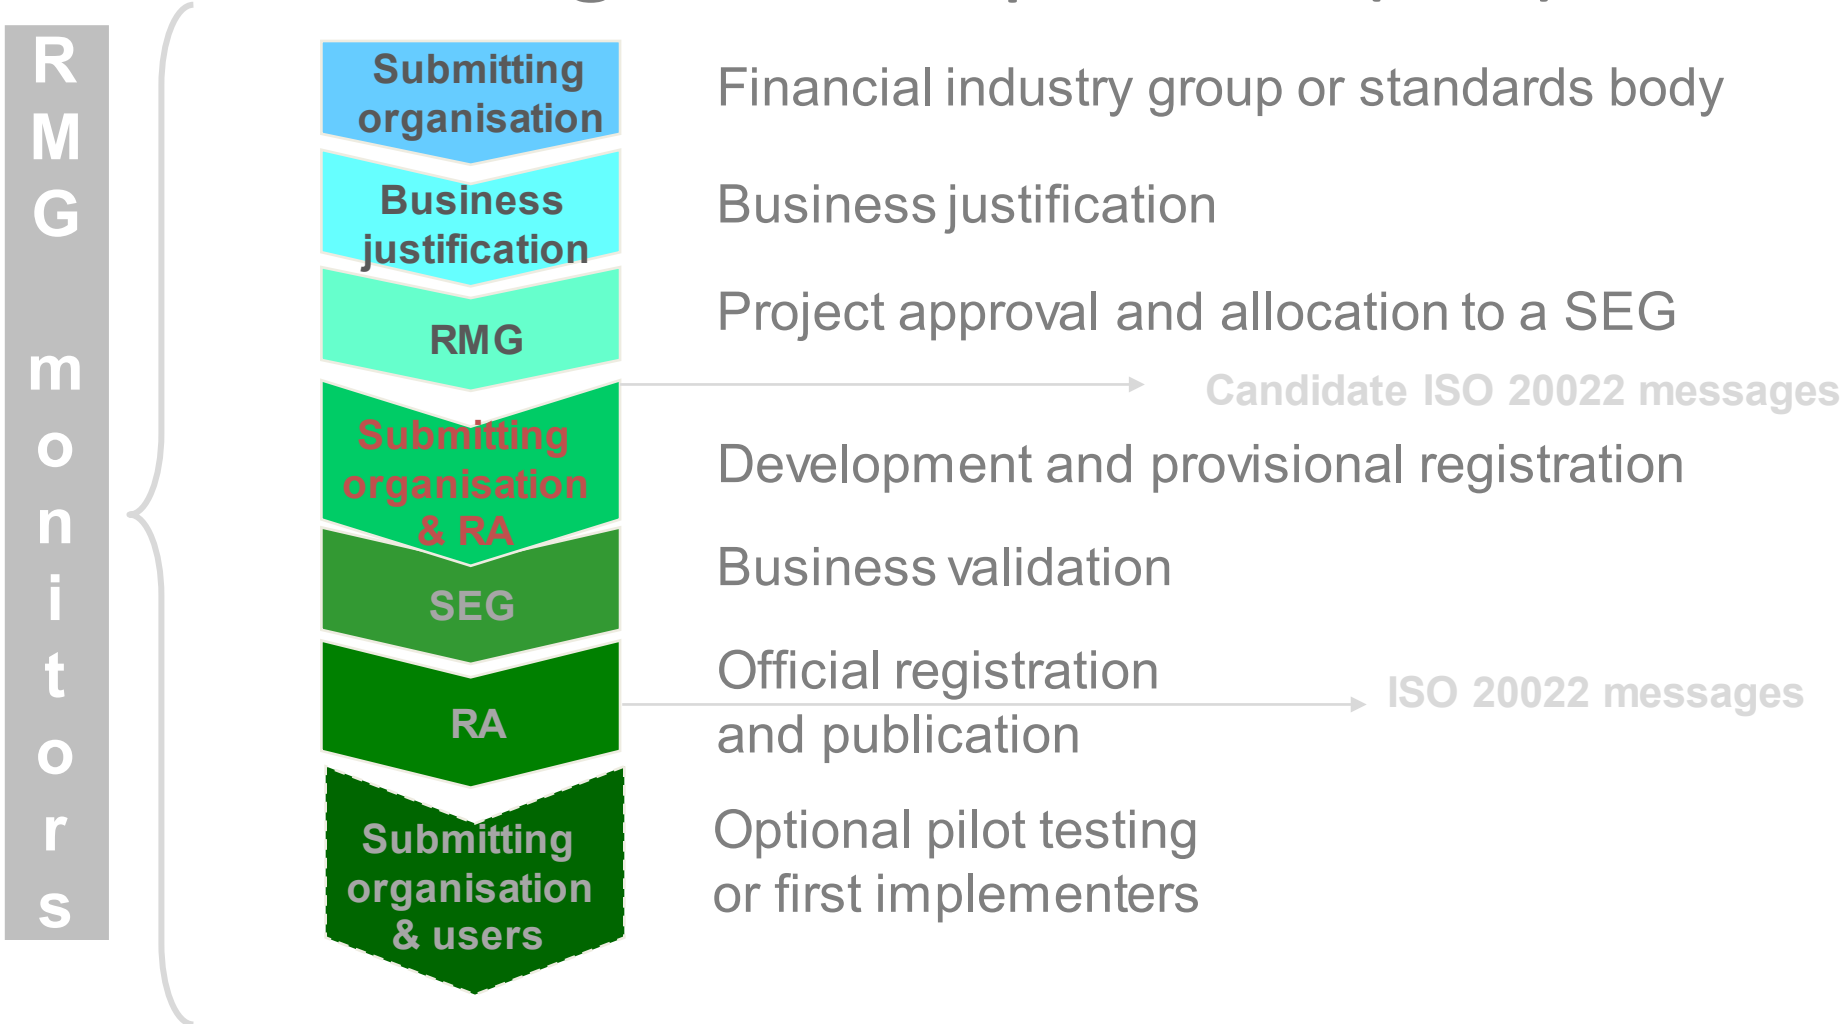 RMG monitors
Submitting
organisation
Financial industry group or standards body
Business
justification
Business justification
RMG
Project approval and allocation to a SEG
Candidate ISO 20022 messages
Submitting
organisation
& RA
Development and provisional registration
SEG
Business validation
RA
Official registration
and publication
ISO 20022 messages
Submitting
organisation
& users
Optional pilot testing
or first implementers